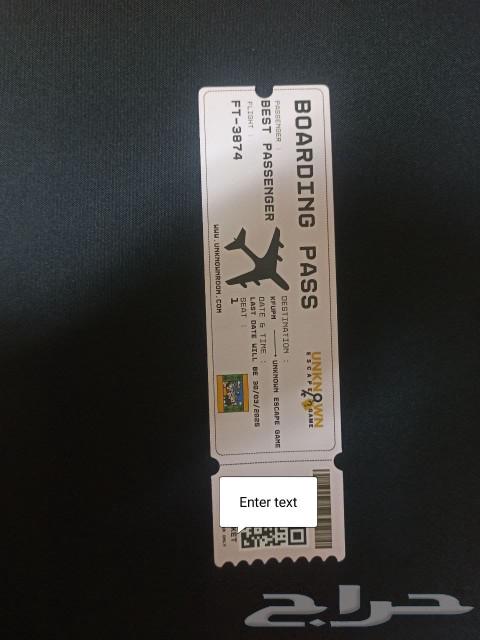 BOARDING PASS
PASSENGER :
BEST PASSENGER
FLIGHT :
FT-3874
WWW.UNKNOWNROOM.COM
UNKNOWN
ESCAPE GAME
DESTINATION :
KFUPM → UNKNOWN ESCAPE GAME
DATE & TIME :
LAST DATE WILL BE 30/03/2025
SEAT :
1
Enter text
حراج